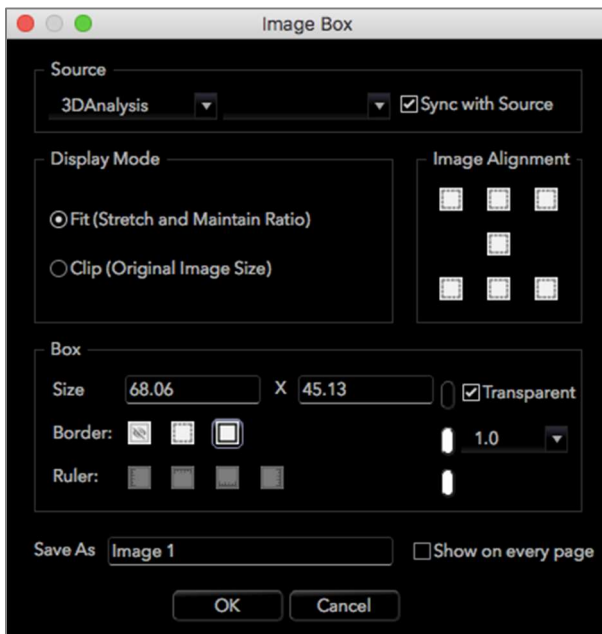 Image Box
Source
3DAnalysis
Sync with Source
Display Mode
Image Alignment
Fit (Stretch and Maintain Ratio)
Clip (Original Image Size)
Box
Size 68.06 X 45.13 Transparent
Border: 1.0
Ruler:
Save As Image 1 Show on every page
OK Cancel